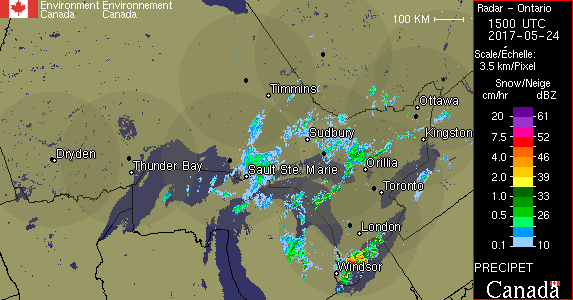 Environment Environnement
Canada Canada
100 KM
Timmins
Ottawa
Sudbury
Kingston
Dryden
Thunder Bay
Sault Ste. Marie
Orillia
Toronto
London
Windsor
Radar - Ontario
1500 UTC
2017-05-24
Scale/Échelle:
3.5 km/Pixel
Snow/Neige
cm/hr dBZ
20 61
7.5 52
4.0 46
2.0 39
1.0 33
0.5 26
0.1 10
PRECIPET
Canada